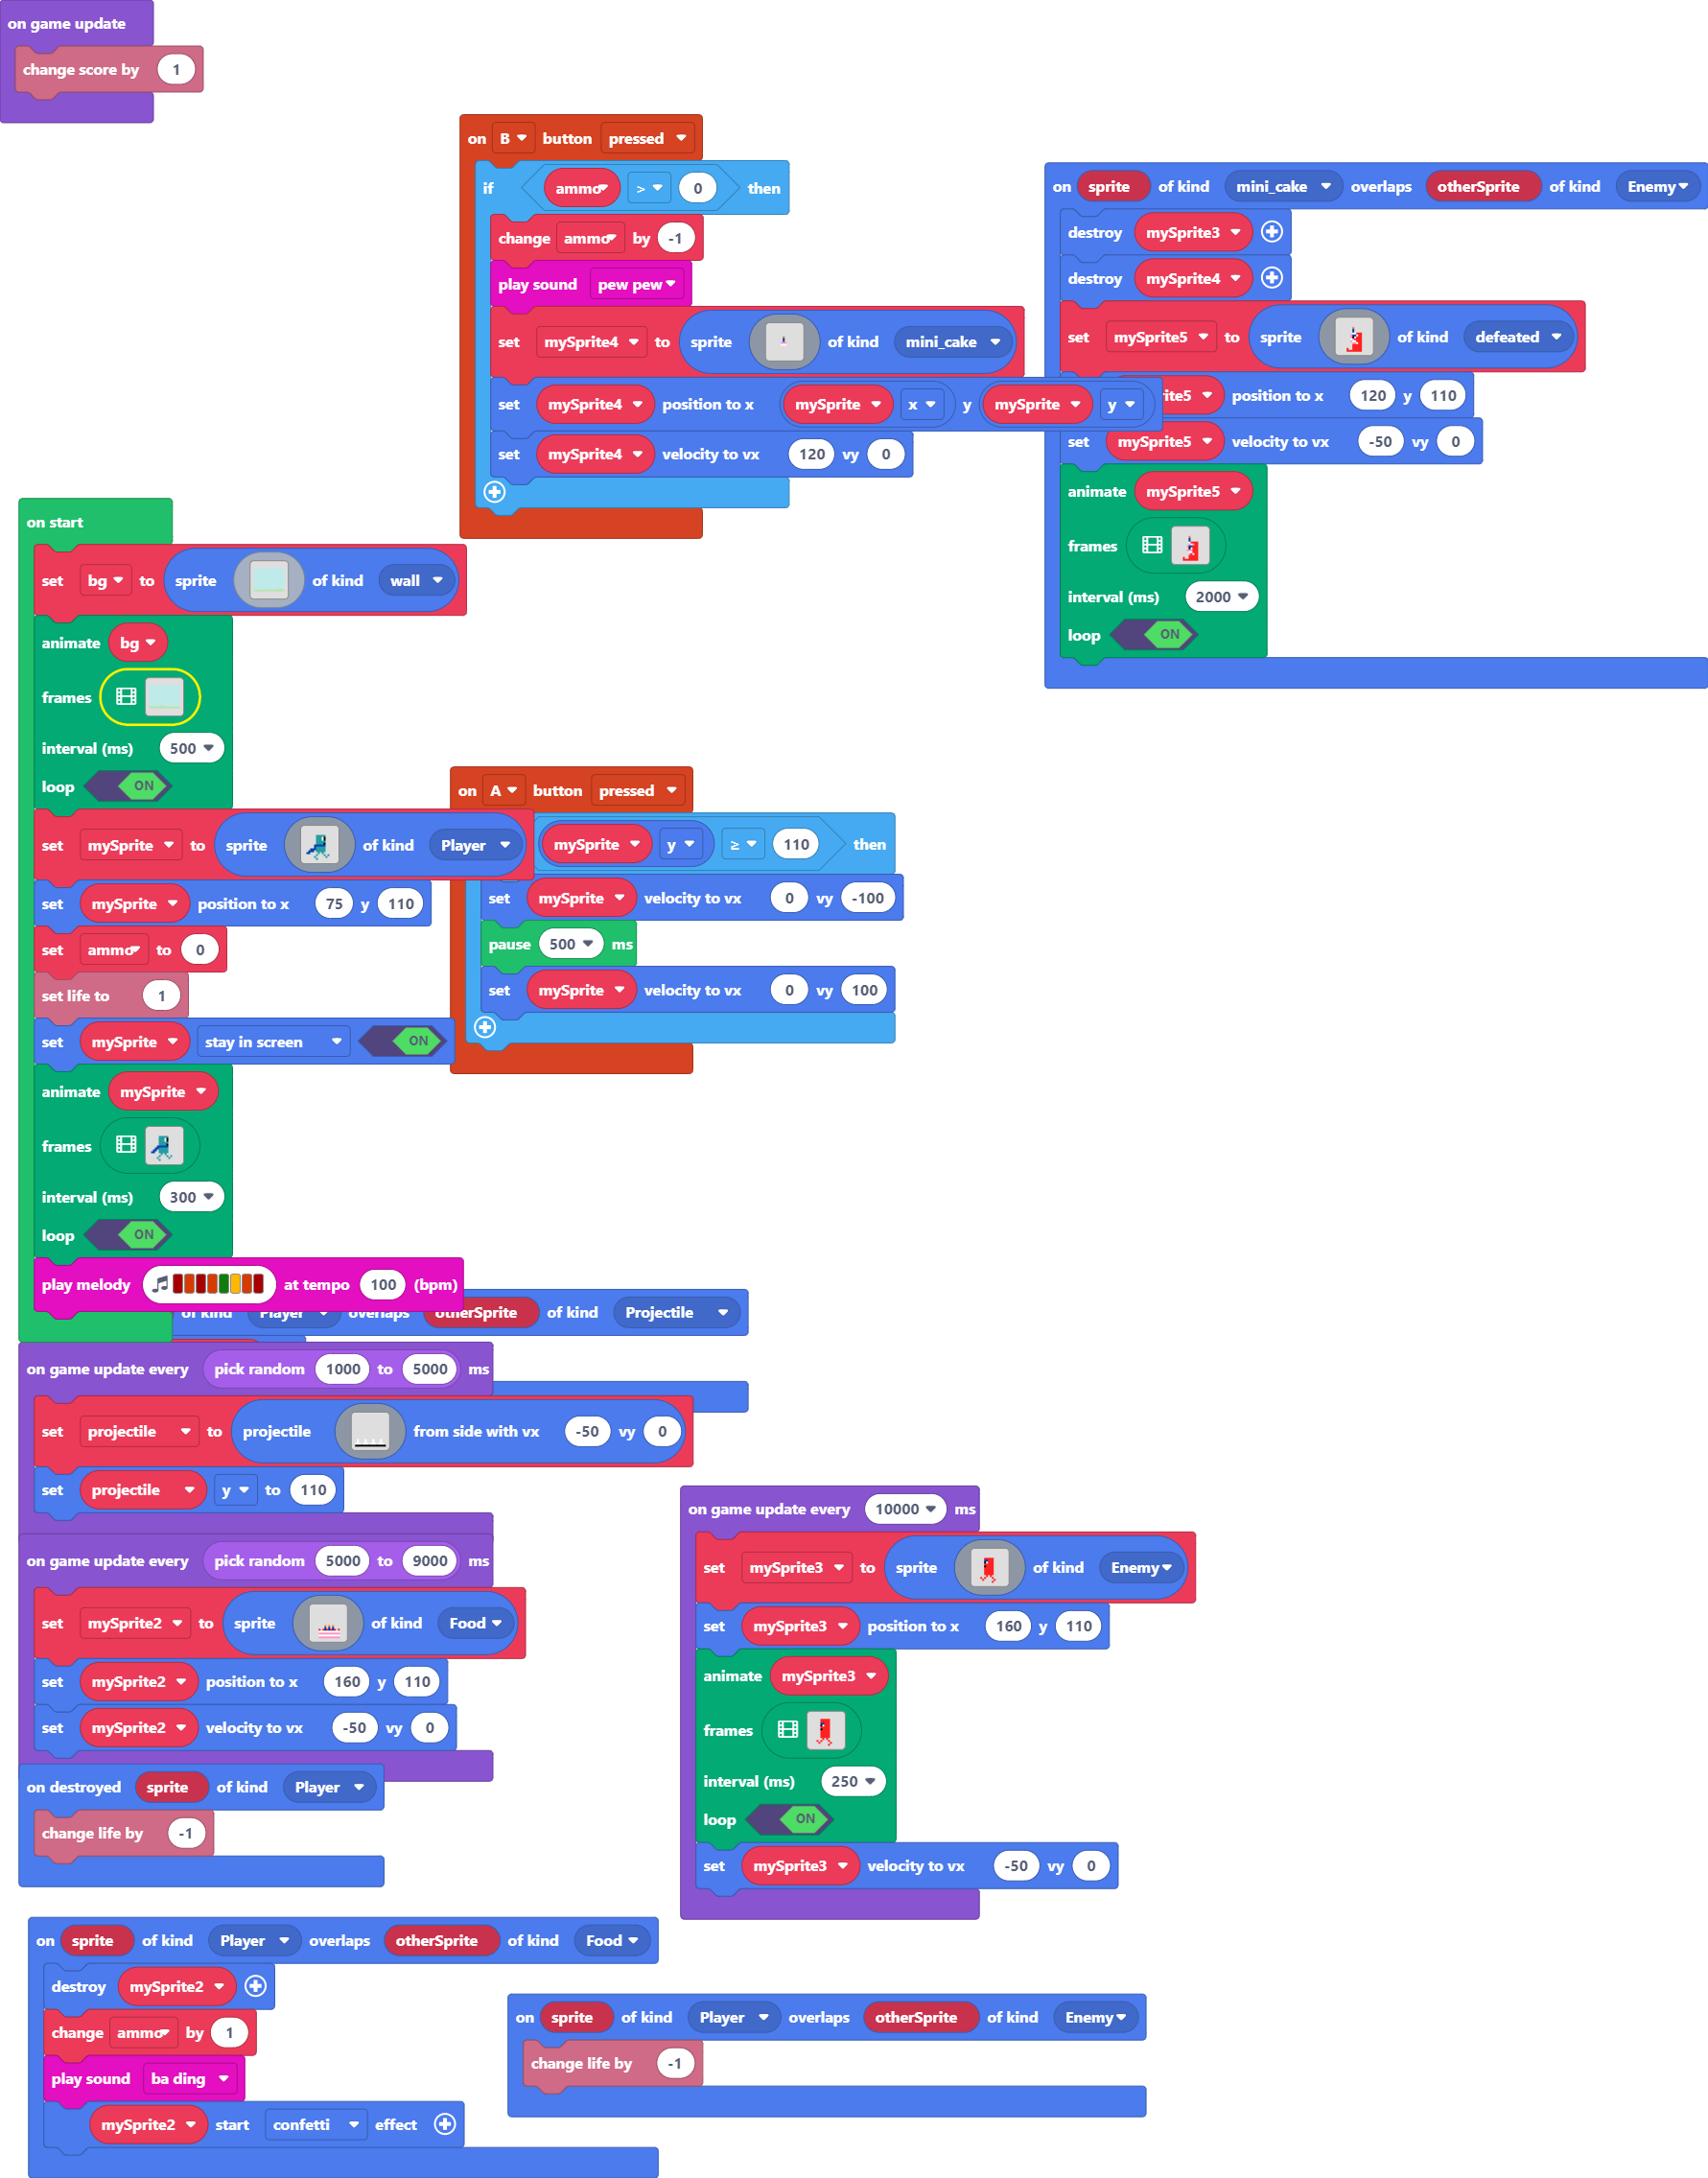 on game update
change score by 1
on B button pressed
if ammo > 0 then
change ammo by -1
play sound pew pew
set mySprite4 to sprite of kind mini_cake
set mySprite4 position to x mySprite x y mySprite y
set mySprite4 velocity to vx 120 vy 0
on sprite of kind mini_cake overlaps otherSprite of kind Enemy
destroy mySprite3
destroy mySprite4
set mySprite5 to sprite of kind defeated
position to x 120 y 110
set mySprite5 velocity to vx -50 vy 0
animate mySprite5
frames
interval (ms) 2000
loop ON
on start
set bg to sprite of kind wall
animate bg
frames
interval (ms) 500
loop ON
set mySprite to sprite of kind Player
set mySprite position to x 75 y 110
set ammo to 0
set life to 1
set mySprite stay in screen ON
animate mySprite
frames
interval (ms) 300
loop ON
play melody at tempo 100 (bpm)
on A button pressed
mySprite y ≥ 110 then
set mySprite velocity to vx 0 vy -100
pause 500 ms
set mySprite velocity to vx 0 vy 100
of kind Player overlaps otherSprite of kind Projectile
on game update every pick random 1000 to 5000 ms
set projectile to projectile from side with vx -50 vy 0
set projectile y to 110
on game update every pick random 5000 to 9000 ms
set mySprite2 to sprite of kind Food
set mySprite2 position to x 160 y 110
set mySprite2 velocity to vx -50 vy 0
on destroyed sprite of kind Player
change life by -1
on game update every 10000 ms
set mySprite3 to sprite of kind Enemy
set mySprite3 position to x 160 y 110
animate mySprite3
frames
interval (ms) 250
loop ON
set mySprite3 velocity to vx -50 vy 0
on sprite of kind Player overlaps otherSprite of kind Food
destroy mySprite2
change ammo by 1
play sound ba ding
mySprite2 start confetti effect
on sprite of kind Player overlaps otherSprite of kind Enemy
change life by -1